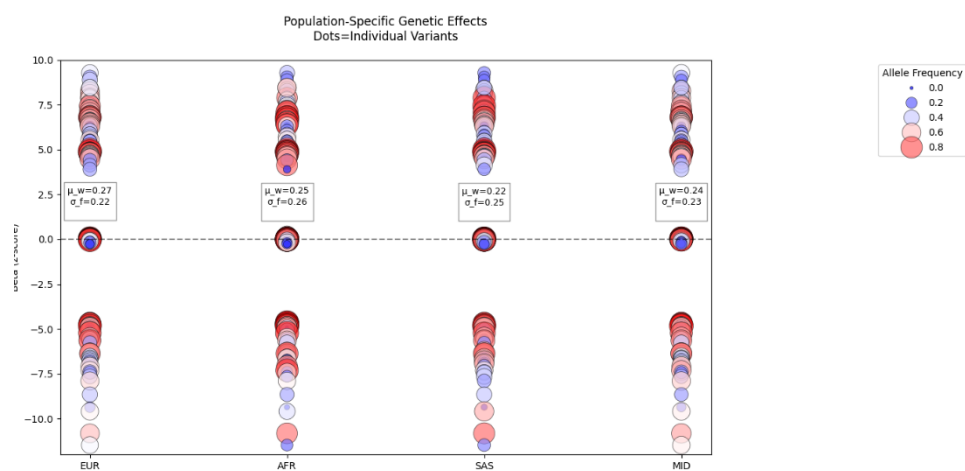 Population-Specific Genetic Effects
Dots=Individual Variants
10.0
7.5
5.0
2.5
0.0
−2.5
−5.0
−7.5
−10.0
μ_w=0.27
σ_f=0.22
μ_w=0.25
σ_f=0.26
μ_w=0.22
σ_f=0.25
μ_w=0.24
σ_f=0.23
EUR
AFR
SAS
MID
Allele Frequency
0.0
0.2
0.4
0.6
0.8